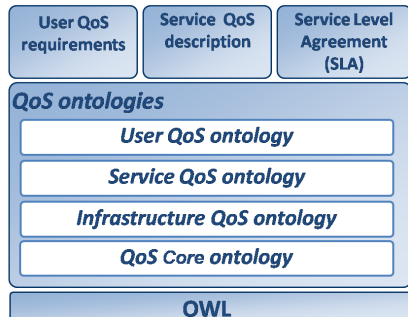 User QoS
requirements
Service QoS
description
Service Level
Agreement
(SLA)
QoS ontologies
User QoS ontology
Service QoS ontology
Infrastructure QoS ontology
QoS Core ontology
OWL